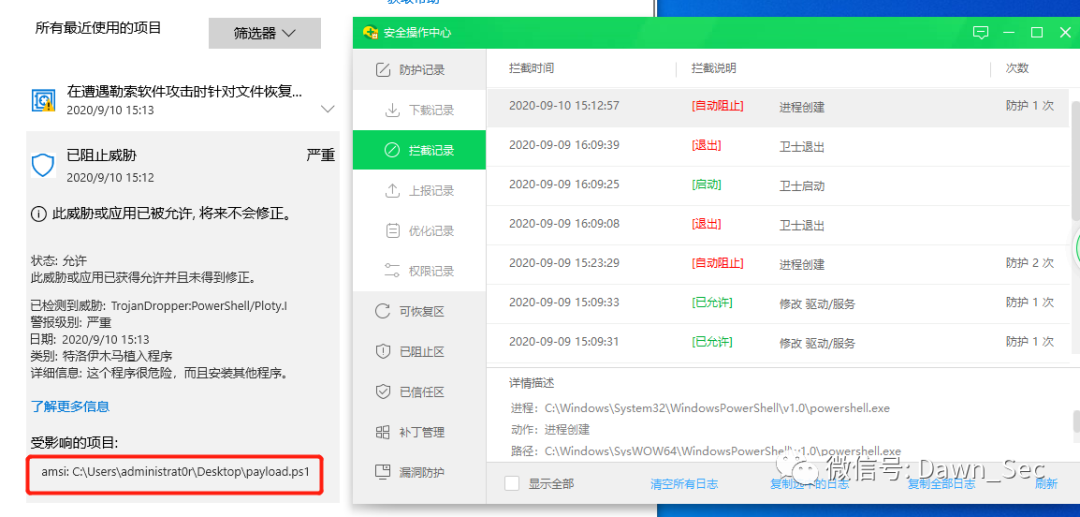 获取帮助
所有最近使用的项目
筛选器
在遭遇勒索软件攻击时针对文件恢复...
2020/9/10 15:13
已阻止威胁
严重
2020/9/10 15:12
此威胁或应用已被允许, 将来不会修正。
状态: 允许
此威胁或应用已获得允许并且未得到修正。
已检测到威胁: TrojanDropper:PowerShell/Ploty.I
警报级别: 严重
日期: 2020/9/10 15:13
类别: 特洛伊木马植入程序
详细信息: 这个程序很危险，而且安装其他程序。
了解更多信息
受影响的项目:
amsi: C:\Users\administrat0r\Desktop\payload.ps1
安全操作中心
防护记录
下载记录
拦截记录
上报记录
优化记录
权限记录
可恢复区
已阻止区
已信任区
补丁管理
漏洞防护
拦截时间 拦截说明 次数
2020-09-10 15:12:57 [自动阻止] 进程创建 防护 1 次
2020-09-09 16:09:39 [退出] 卫士退出
2020-09-09 16:09:25 [启动] 卫士启动
2020-09-09 16:09:08 [退出] 卫士退出
2020-09-09 15:23:29 [自动阻止] 进程创建 防护 2 次
2020-09-09 15:09:33 [已允许] 修改 驱动/服务 防护 1 次
2020-09-09 15:09:31 [已允许] 修改 驱动/服务 防护 1 次
详情描述
进程: C:\Windows\System32\WindowsPowerShell\v1.0\powershell.exe
动作: 进程创建
路径: C:\Windows\SysWOW64\WindowsPowerShell\v1.0\powershell.exe
显示全部
清空所有日志
复制选中的日志
复制全部日志
刷新
微信号: Dawn_Sec